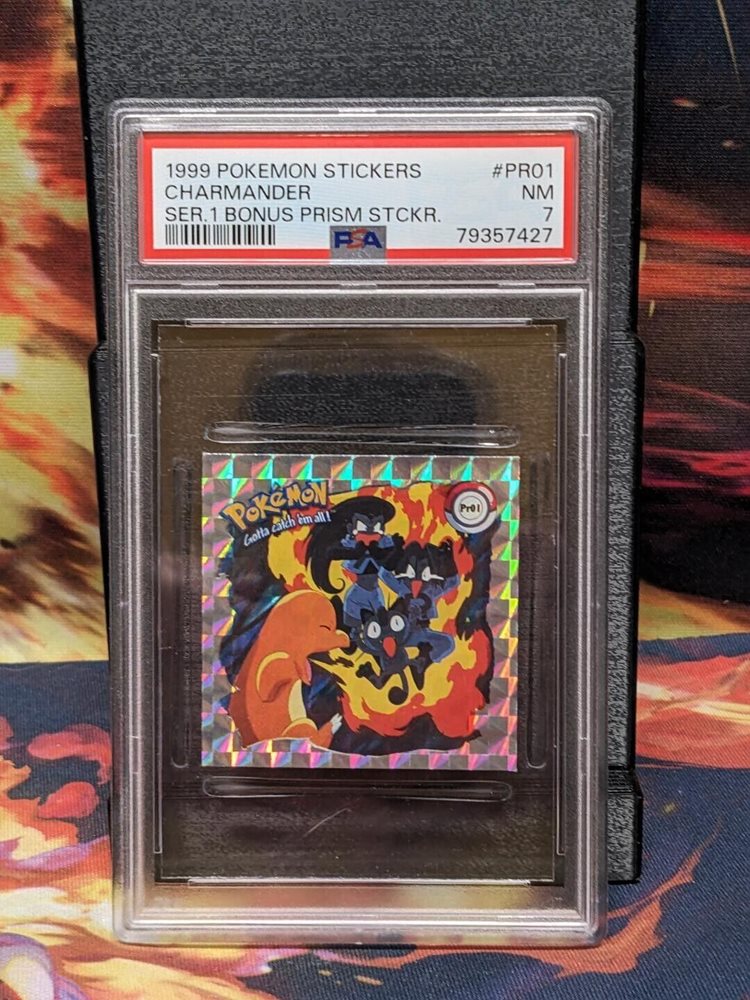 1999 POKEMON STICKERS #PR01
CHARMANDER NM
SER.1 BONUS PRISM STCKR. 7
PSA 79357427
POKéMON
Gotta catch 'em all!
Pr01